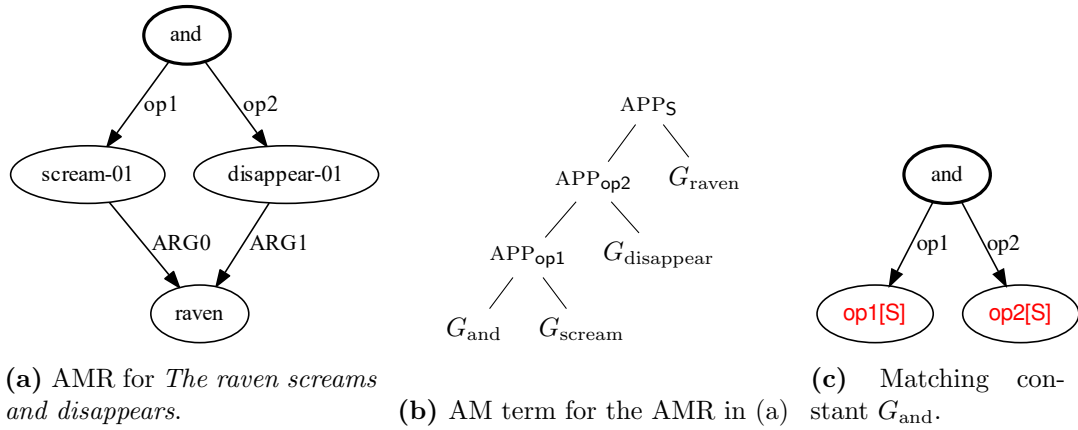 and
op1
op2
scream-01
disappear-01
ARG0
ARG1
raven
(a) AMR for The raven screams
and disappears.
APPS
APPop2
Graven
APPop1
Gdisappear
Gand
Gscream
(b) AM term for the AMR in (a)
and
op1
op2
op1[S]
op2[S]
(c) Matching con-
stant Gand.